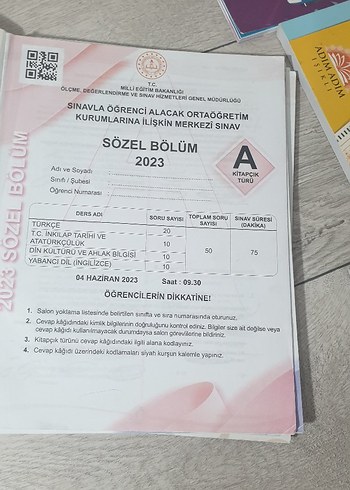 T.C.
MİLLÎ EĞİTİM BAKANLIĞI
ÖLÇME, DEĞERLENDİRME VE SINAV HİZMETLERİ GENEL MÜDÜRLÜĞÜ
SINAVLA ÖĞRENCİ ALACAK ORTAÖĞRETİM
KURUMLARINA İLİŞKİN MERKEZÎ SINAV
SÖZEL BÖLÜM
2023
A
KİTAPÇIK
TÜRÜ
Adı ve Soyadı :
Sınıfı / Şubesi :
Öğrenci Numarası :
DERS ADI SORU SAYISI TOPLAM SORU SAYISI SINAV SÜRESİ (DAKİKA)
TÜRKÇE 20
T.C. İNKILAP TARİHİ VE ATATÜRKÇÜLÜK 10
DİN KÜLTÜRÜ VE AHLAK BİLGİSİ 10
YABANCI DİL (İNGİLİZCE) 10
50 75
04 HAZİRAN 2023 Saat : 09.30
ÖĞRENCİLERİN DİKKATİNE!
1. Salon yoklama listesinde belirtilen sınıfta ve sıra numarasında oturunuz.
2. Cevap kâğıdındaki kimlik bilgilerinin doğruluğunu kontrol ediniz. Bilgiler size ait değilse veya
cevap kâğıdı kullanılmayacak durumdaysa salon görevlilerine bildiriniz.
3. Kitapçık türünü cevap kâğıdındaki ilgili alana kodlayınız.
4. Cevap kâğıdı üzerindeki kodlamaları siyah kurşun kalemle yapınız.
2023 SÖZEL BÖLÜM
ADIM ADIM
IŞIKLI